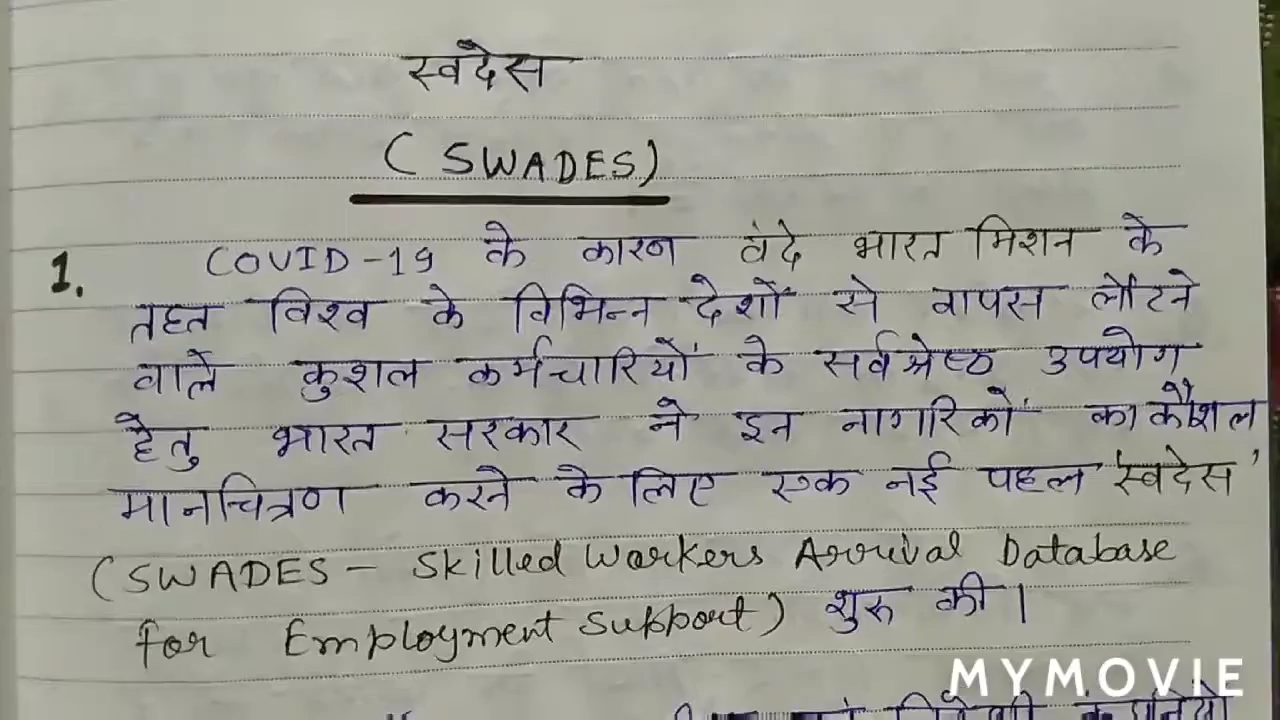 स्वदेस
(SWADES)
1. COVID-19 के कारण वंदे भारत मिशन के
तहत विश्व के विभिन्न देशों से वापस लौटने
वाले कुशल कर्मचारियों के सर्वश्रेष्ठ उपयोग
हेतु भारत सरकार ने इन नागरिकों का कौशल
मानचित्रण करने के लिए एक नई पहल 'स्वदेस'
(SWADES - Skilled Workers Arrival Database
for Employment Support) शुरु की।
MYMOVIE